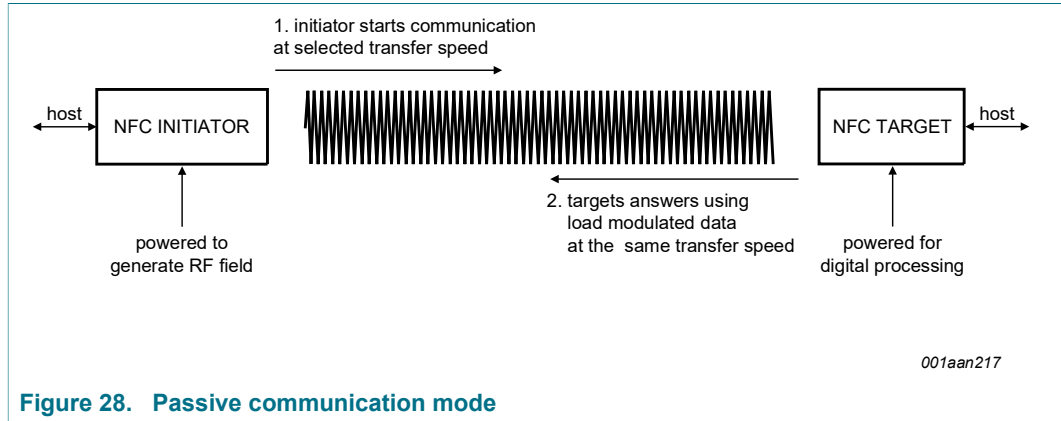 1. initiator starts communication
at selected transfer speed
host
NFC INITIATOR
NFC TARGET
host
2. targets answers using
load modulated data
at the same transfer speed
powered to
generate RF field
powered for
digital processing
001aan217
Figure 28. Passive communication mode